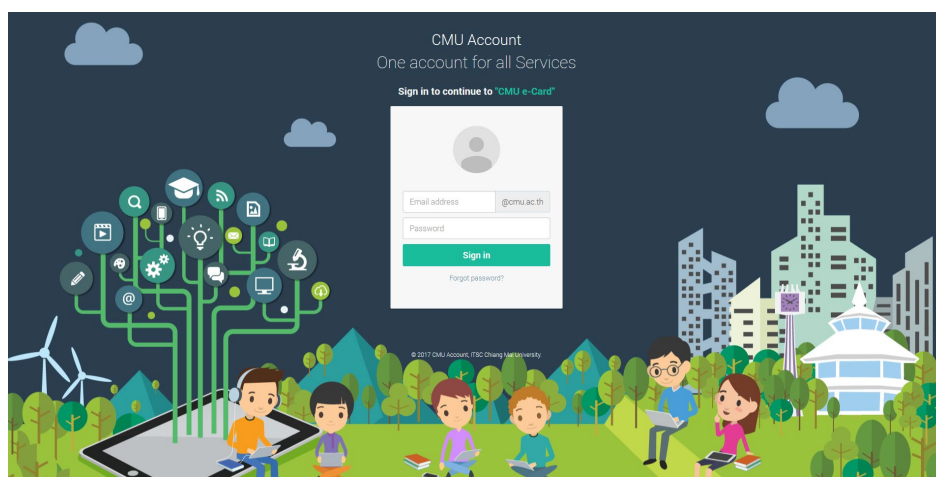 CMU Account
One account for all Services
Sign in to continue to "CMU e-Card"
Email address @cmu.ac.th
Password
Sign in
Forgot password?
© 2017 CMU Account, ITSC Chiang Mai University.
@